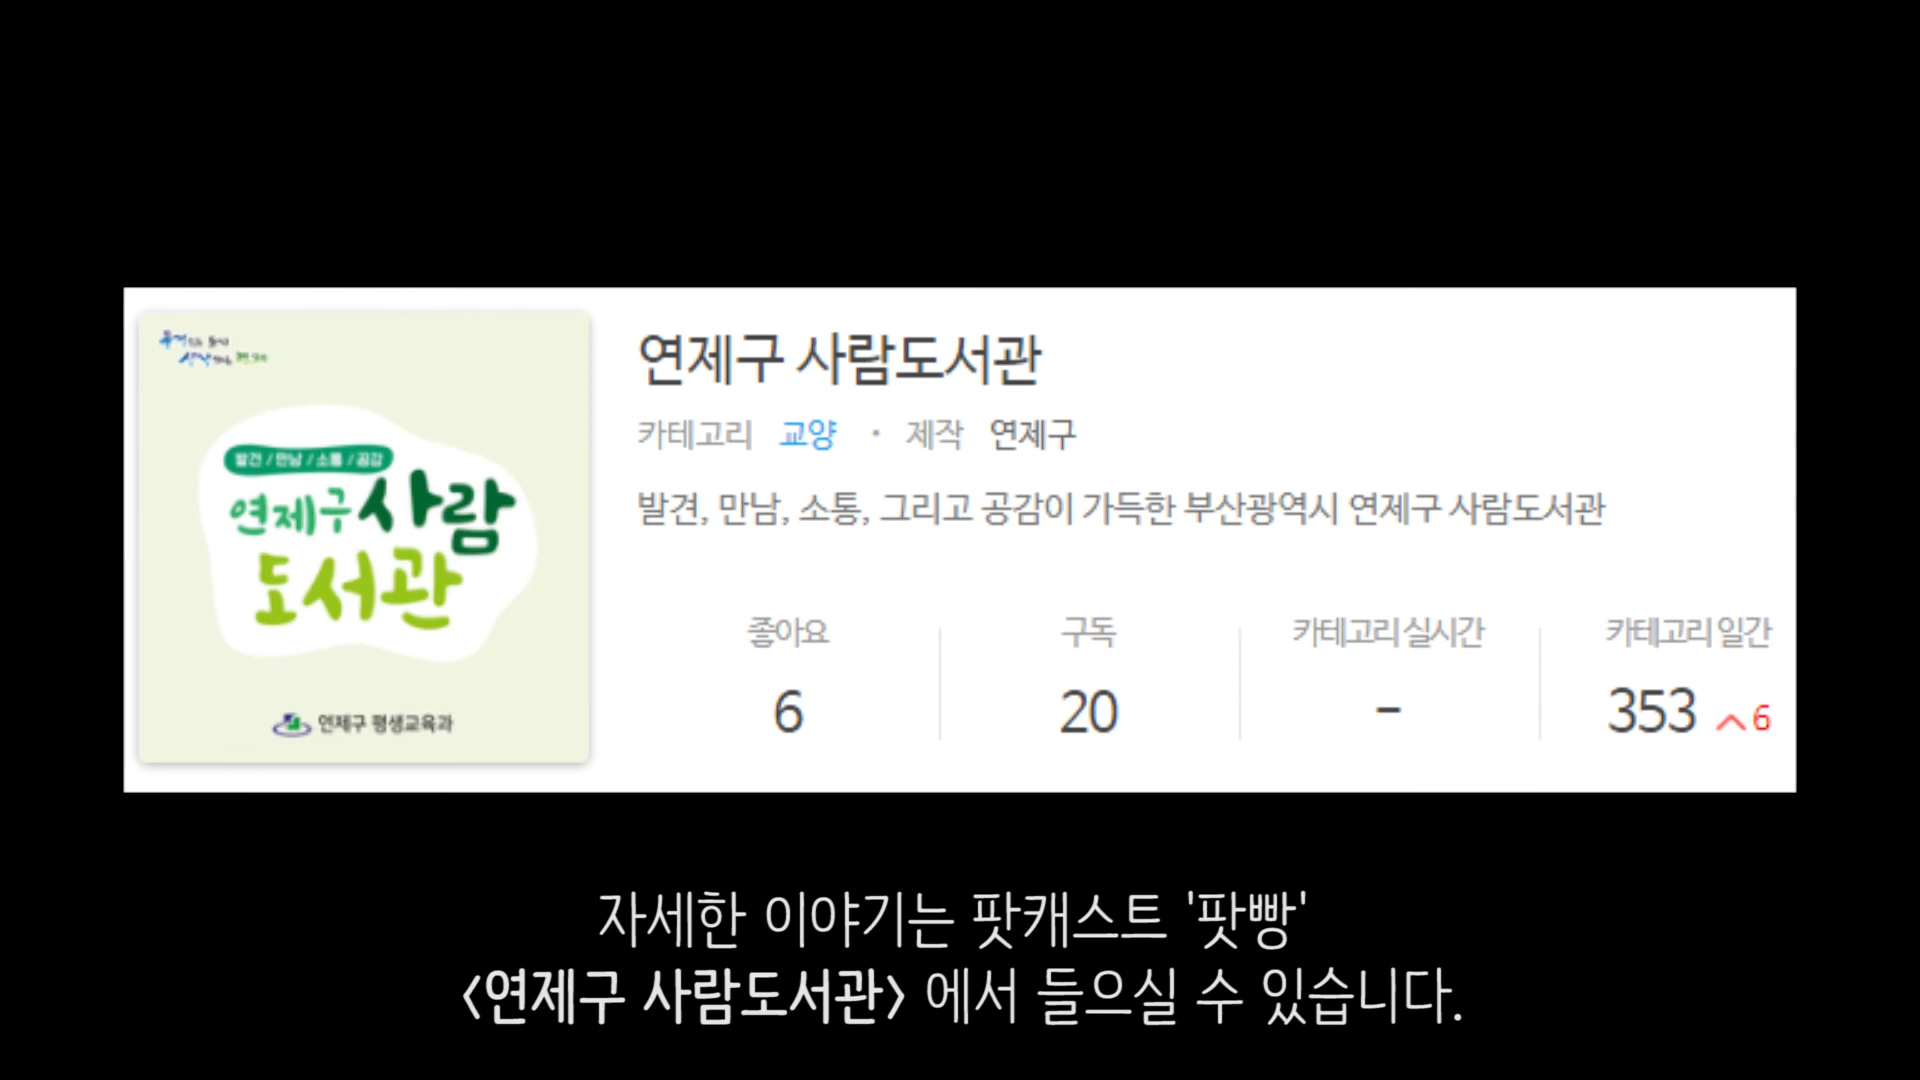 발견 / 만남 / 소통 / 공감
연제구 사람
도서관
연제구 평생교육과
연제구 사람도서관
카테고리 교양 · 제작 연제구
발견, 만남, 소통, 그리고 공감이 가득한 부산광역시 연제구 사람도서관
좋아요 구독 카테고리 실시간 카테고리 일간
6 20 - 353 6
자세한 이야기는 팟캐스트 '팟빵'
<연제구 사람도서관> 에서 들으실 수 있습니다.